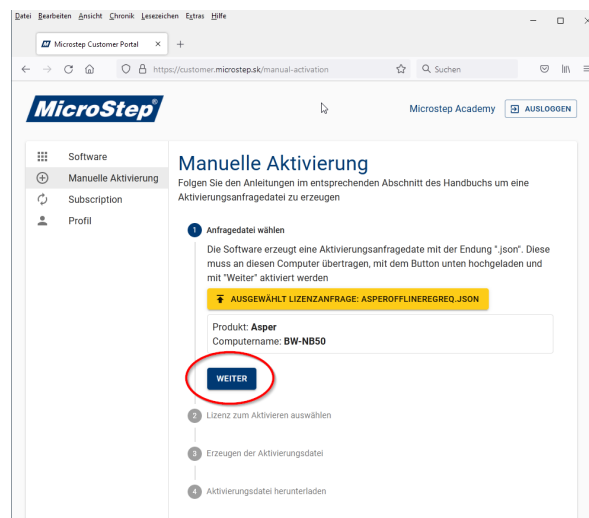 Datei Bearbeiten Ansicht Chronik Lesezeichen Extras Hilfe
Microstep Customer Portal
https://customer.microstep.sk/manual-activation
Suchen
MicroStep®
Microstep Academy
AUSLOGGEN
Software
Manuelle Aktivierung
Subscription
Profil
Manuelle Aktivierung
Folgen Sie den Anleitungen im entsprechenden Abschnitt des Handbuchs um eine
Aktivierungsanfragedatei zu erzeugen
1 Anfragedatei wählen
Die Software erzeugt eine Aktivierungsanfragedate mit der Endung ".json". Diese
muss an diesen Computer übertragen, mit dem Button unten hochgeladen und
mit "Weiter" aktiviert werden
AUSGEWÄHLT LIZENZANFRAGE: ASPEROFFLINEREGREQ.JSON
Produkt: Asper
Computername: BW-NB50
WEITER
2 Lizenz zum Aktivieren auswählen
3 Erzeugen der Aktivierungsdatei
4 Aktivierungsdatei herunterladen